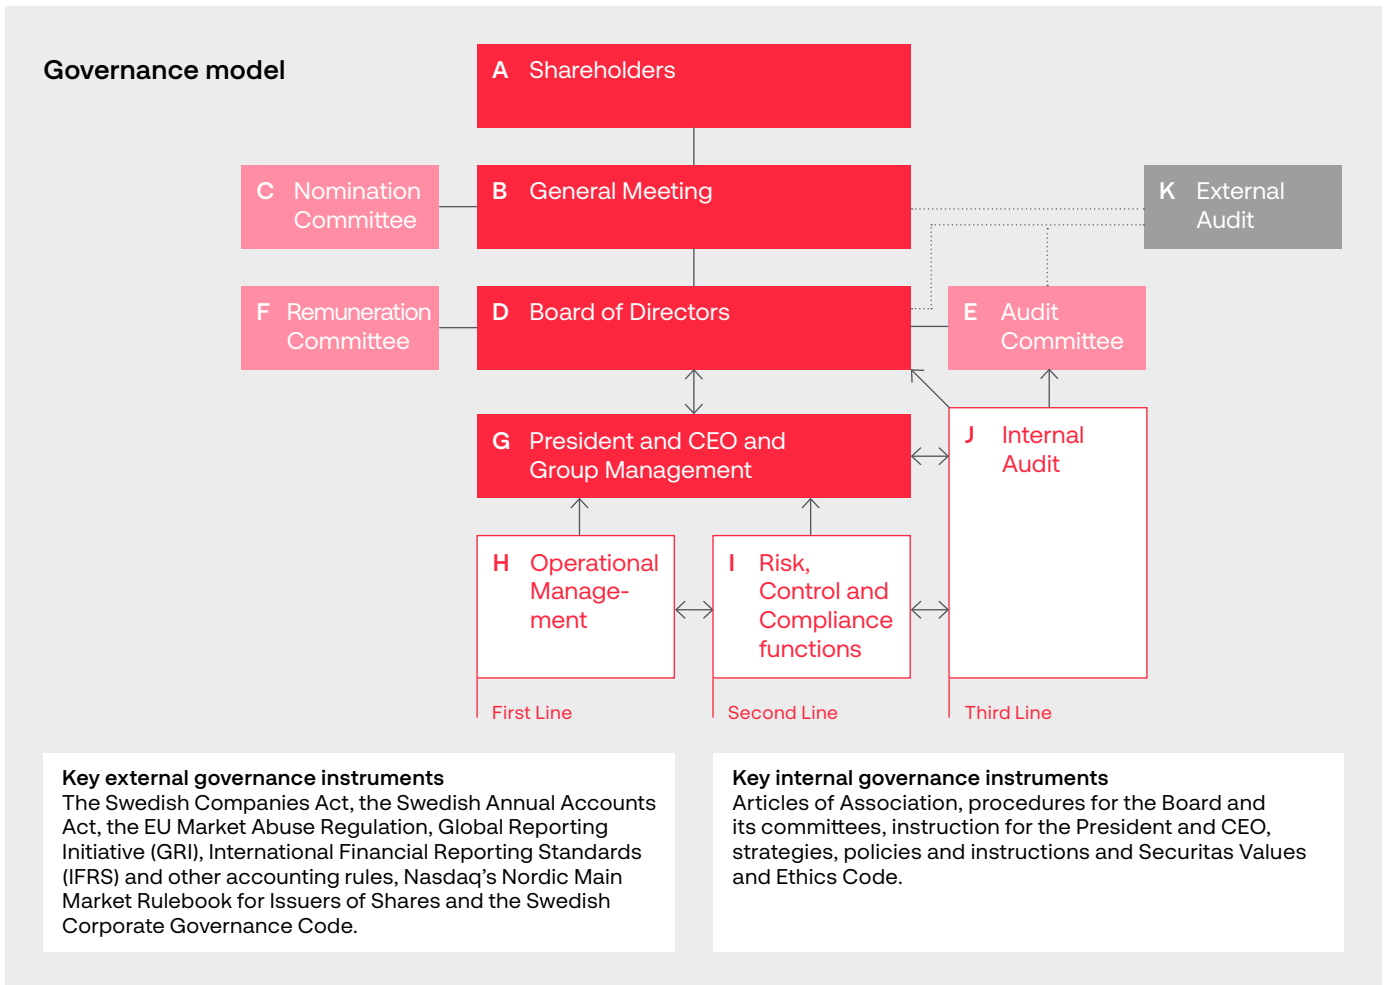 Governance model
A Shareholders
C Nomination
Committee
B General Meeting
K External
Audit
F Remuneration
Committee
D Board of Directors
E Audit
Committee
G President and CEO and
Group Management
J Internal
Audit
H Operational
Manage-
ment
I Risk,
Control and
Compliance
functions
First Line
Second Line
Third Line
Key external governance instruments
The Swedish Companies Act, the Swedish Annual Accounts
Act, the EU Market Abuse Regulation, Global Reporting
Initiative (GRI), International Financial Reporting Standards
(IFRS) and other accounting rules, Nasdaq’s Nordic Main
Market Rulebook for Issuers of Shares and the Swedish
Corporate Governance Code.
Key internal governance instruments
Articles of Association, procedures for the Board and
its committees, instruction for the President and CEO,
strategies, policies and instructions and Securitas Values
and Ethics Code.